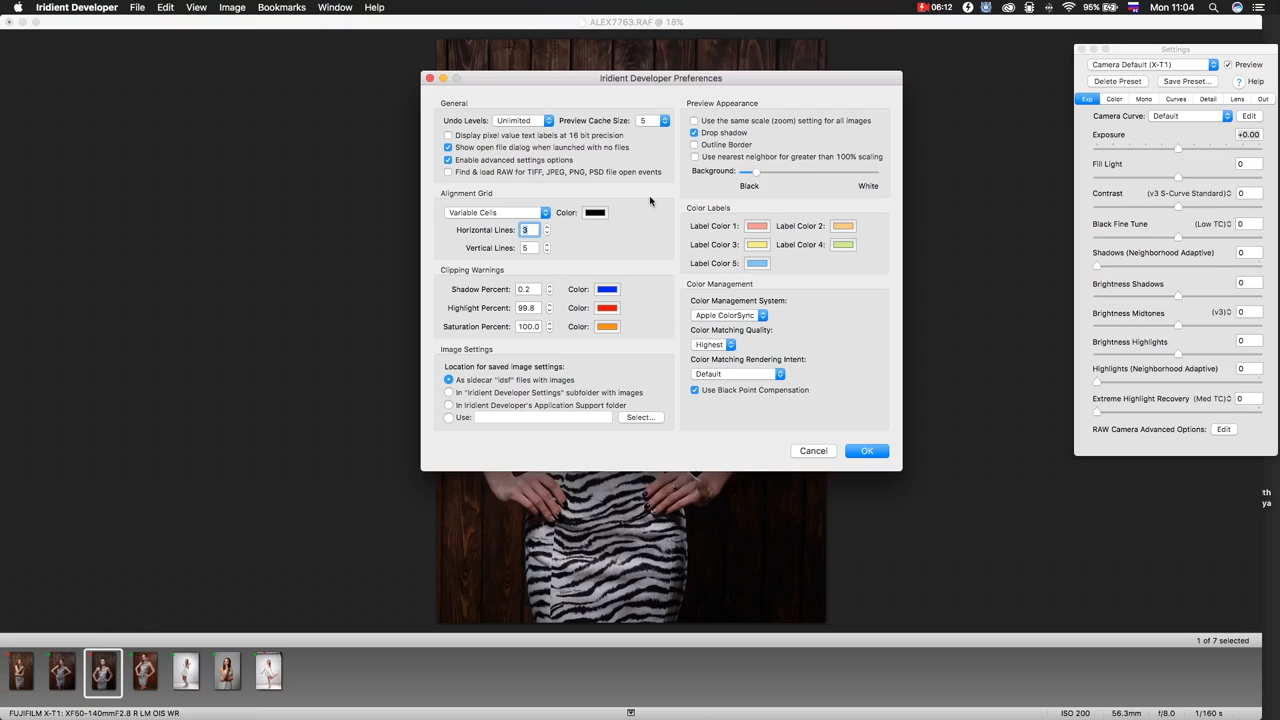 Iridient Developer File Edit View Image Bookmarks Window Help 06:12 95% Mon 11:04
ALEX7763.RAF @ 18%
Iridient Developer Preferences
General
Undo Levels: Unlimited Preview Cache Size: 5
Display pixel value text labels at 16 bit precision
Show open file dialog when launched with no files
Enable advanced settings options
Find & load RAW for TIFF, JPEG, PNG, PSD file open events
Alignment Grid
Variable Cells Color:
Horizontal Lines: 3
Vertical Lines: 5
Clipping Warnings
Shadow Percent: 0.2 Color:
Highlight Percent: 99.8 Color:
Saturation Percent: 100.0 Color:
Image Settings
Location for saved image settings:
As sidecar "idsf" files with images
In "Iridient Developer Settings" subfolder with images
In Iridient Developer's Application Support folder
Use: Select...
Preview Appearance
Use the same scale (zoom) setting for all images
Drop shadow
Outline Border
Use nearest neighbor for greater than 100% scaling
Background:
Black White
Color Labels
Label Color 1: Label Color 2:
Label Color 3: Label Color 4:
Label Color 5:
Color Management
Color Management System:
Apple ColorSync
Color Matching Quality:
Highest
Color Matching Rendering Intent:
Default
Use Black Point Compensation
Cancel OK
Settings
Camera Default (X-T1) Preview
Delete Preset Save Preset... ? Help
Exp Color Mono Curves Detail Lens Out
Camera Curve: Default Edit
Exposure +0.00
Fill Light 0
Contrast (v3 S-Curve Standard) 0
Black Fine Tune (Low TC) 0
Shadows (Neighborhood Adaptive) 0
Brightness Shadows 0
Brightness Midtones (v3) 0
Brightness Highlights 0
Highlights (Neighborhood Adaptive) 0
Extreme Highlight Recovery (Med TC) 0
RAW Camera Advanced Options: Edit
th
ya
1 of 7 selected
FUJIFILM X-T1: XF50-140mmF2.8 R LM OIS WR ISO 200 56.3mm f/8.0 1/160 s